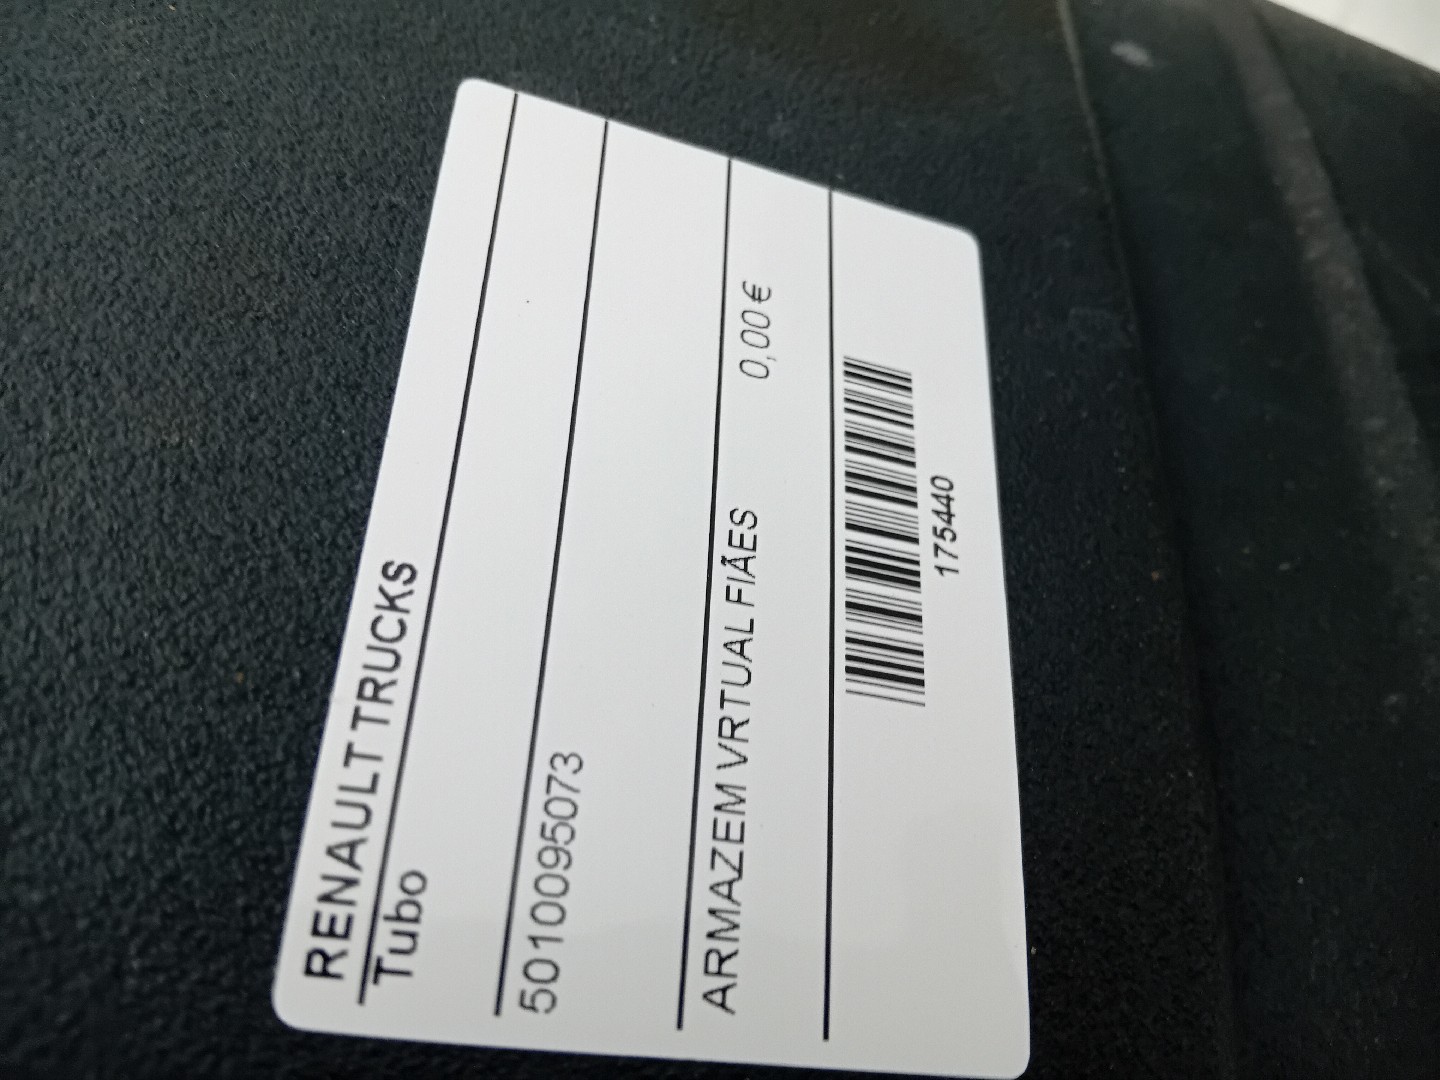 RENAULT TRUCKS
Tubo
5010095073
ARMAZEM VRTUAL FIÃES 0,00 €
175440